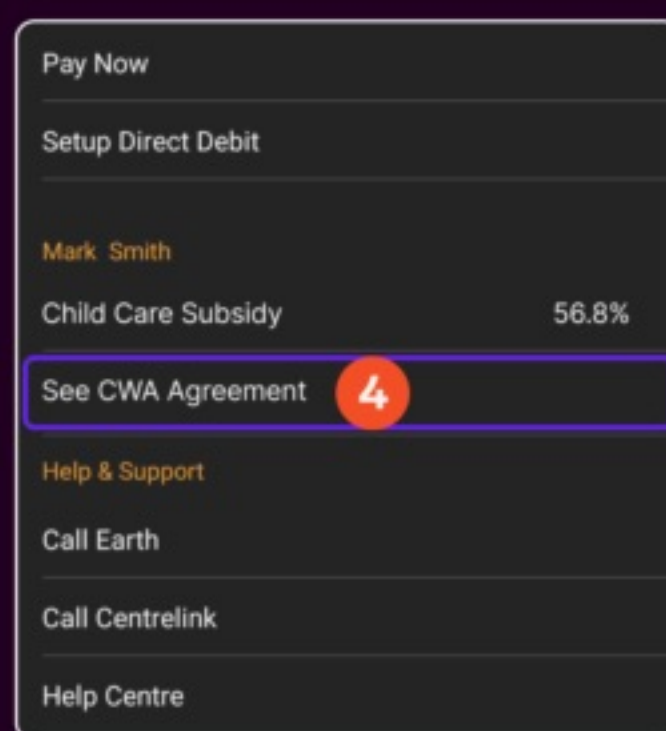 Pay Now
Setup Direct Debit
Mark Smith
Child Care Subsidy 56.8%
See CWA Agreement 4
Help & Support
Call Earth
Call Centrelink
Help Centre